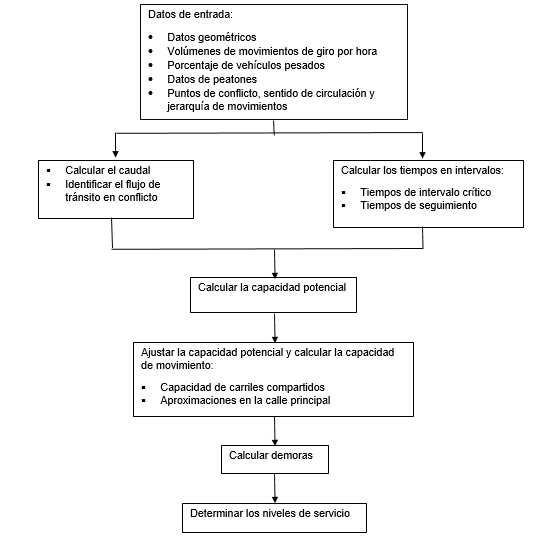 Datos de entrada:
• Datos geométricos
• Volúmenes de movimientos de giro por hora
• Porcentaje de vehículos pesados
• Datos de peatones
• Puntos de conflicto, sentido de circulación y
jerarquía de movimientos
▪ Calcular el caudal
▪ Identificar el flujo de
tránsito en conflicto
Calcular los tiempos en intervalos:
▪ Tiempos de intervalo crítico
▪ Tiempos de seguimiento
Calcular la capacidad potencial
Ajustar la capacidad potencial y calcular la capacidad
de movimiento:
▪ Capacidad de carriles compartidos
▪ Aproximaciones en la calle principal
Calcular demoras
Determinar los niveles de servicio